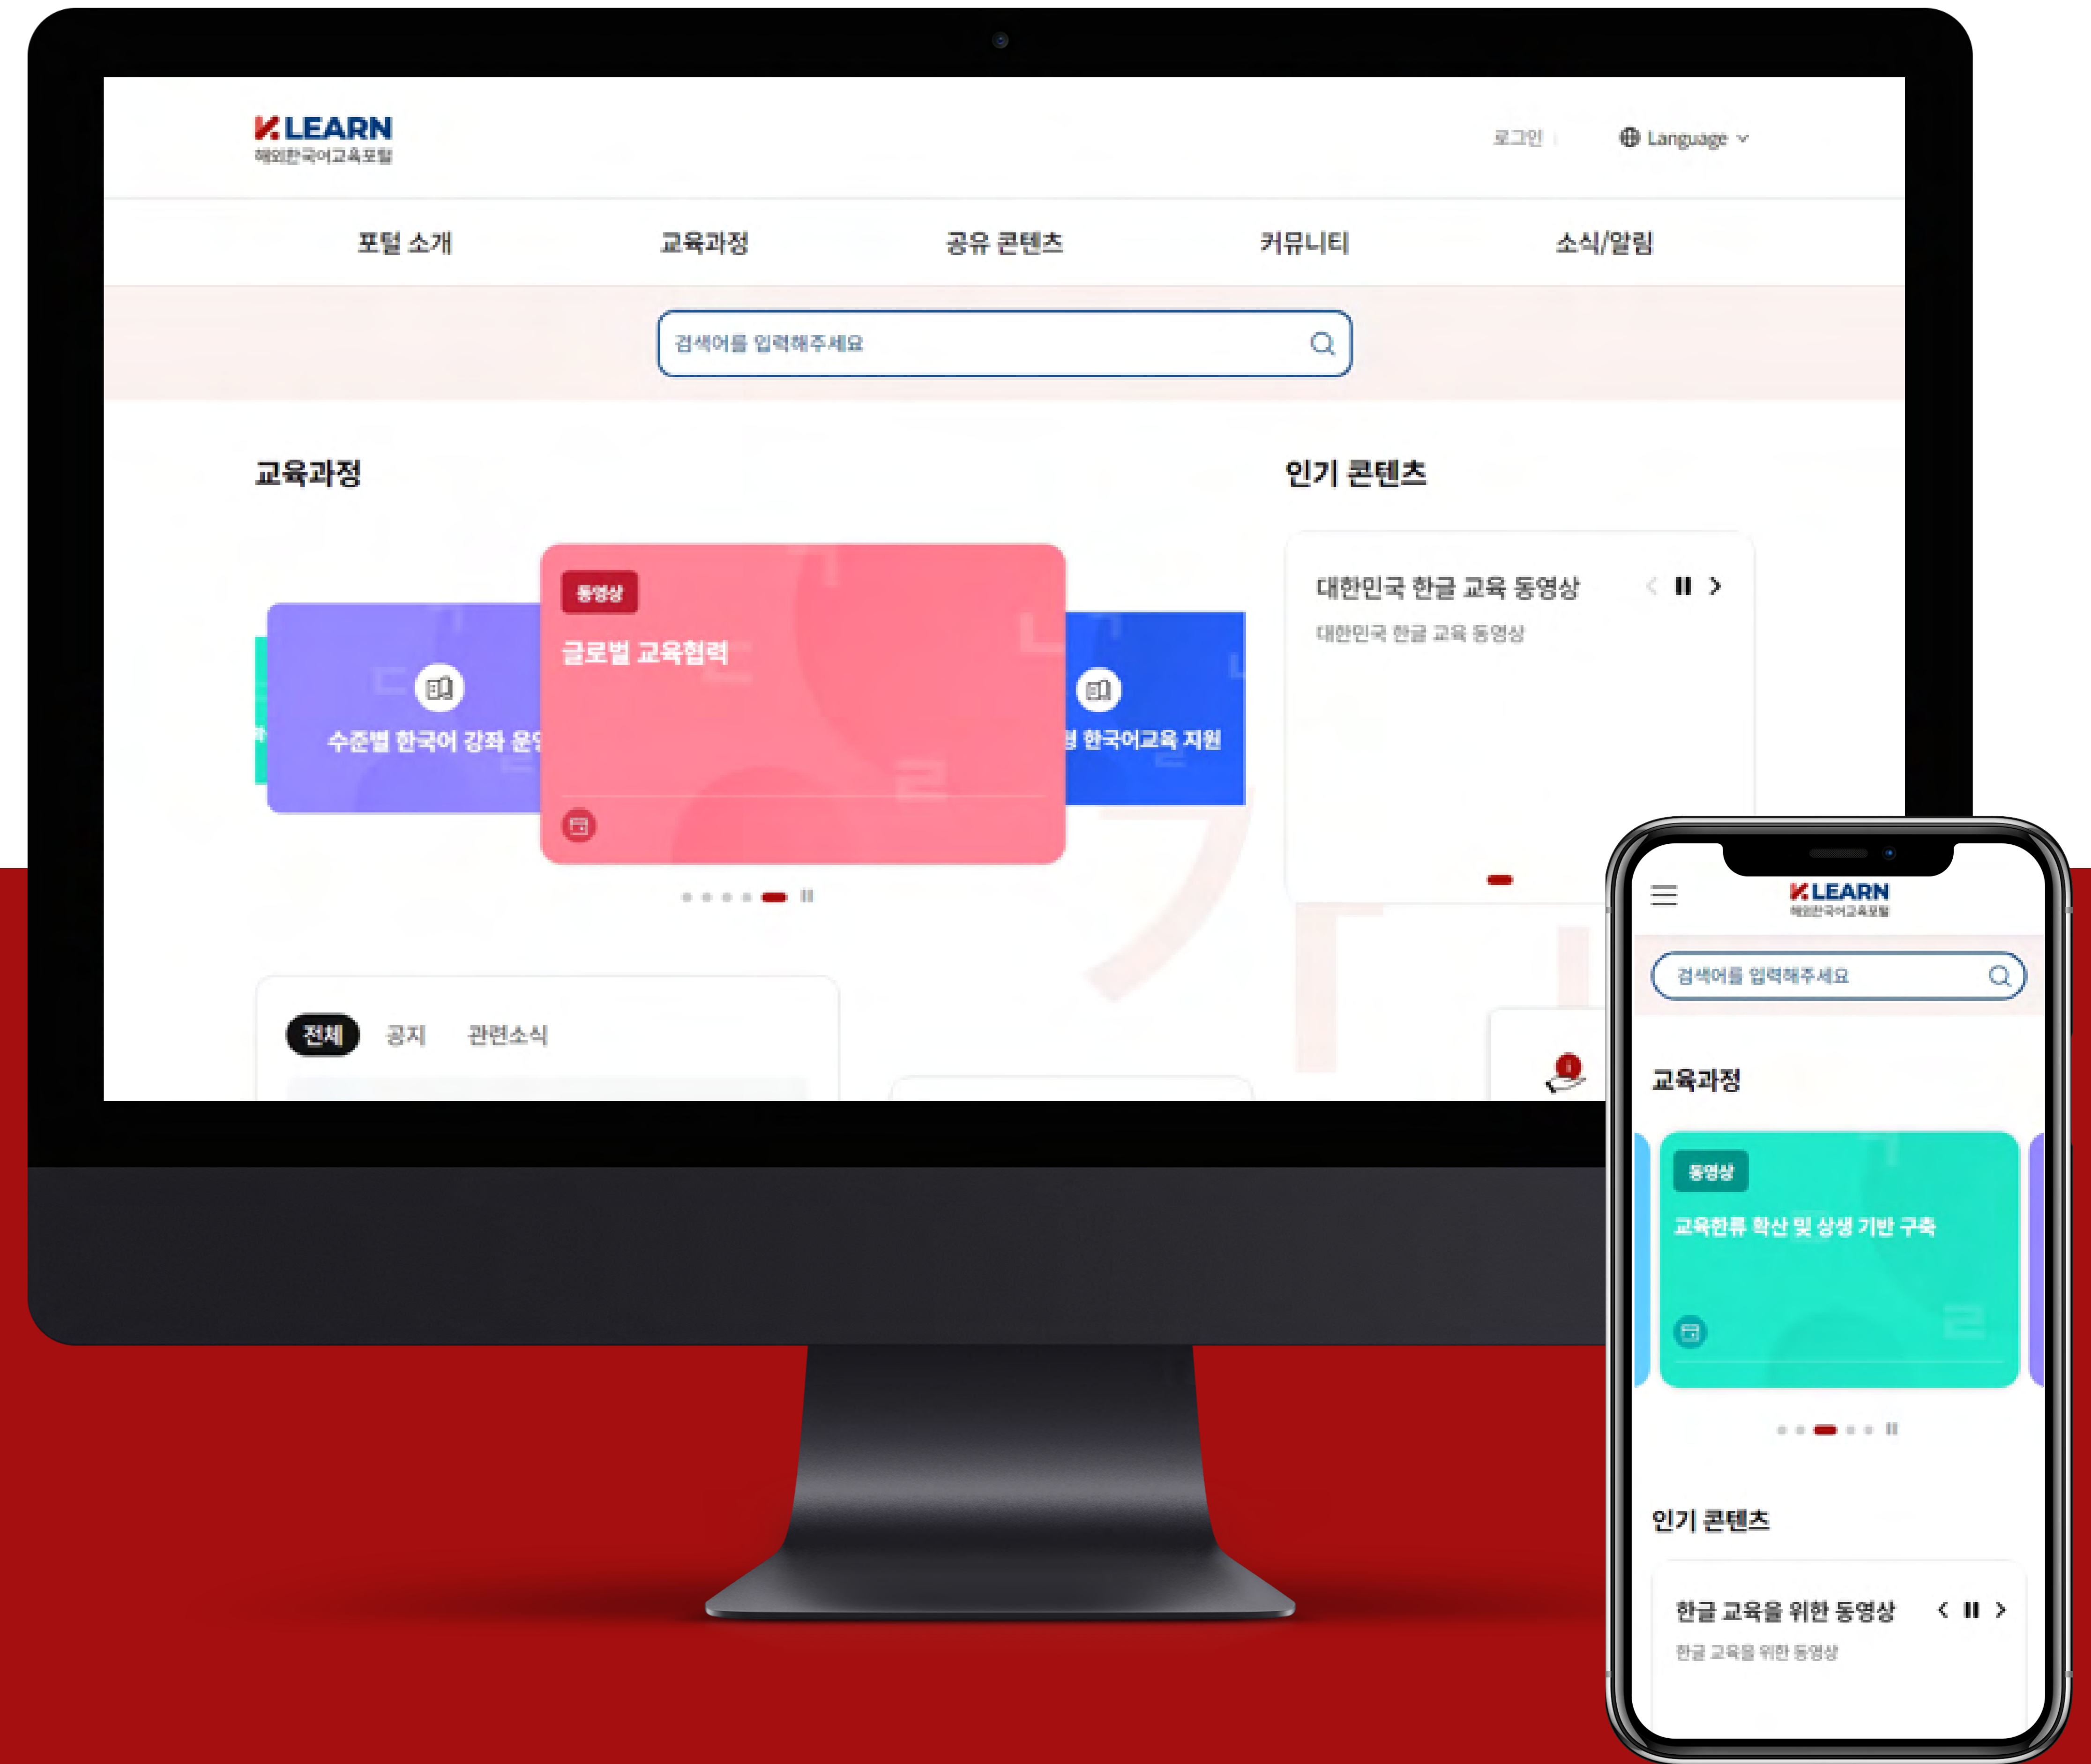 K LEARN
해외한국어교육포털
로그인
Language
포털 소개
교육과정
공유 콘텐츠
커뮤니티
소식/알림
검색어를 입력해주세요
교육과정
수준별 한국어 강좌
동영상
글로벌 교육협력
한국어교육 지원
인기 콘텐츠
대한민국 한글 교육 동영상
대한민국 한글 교육 동영상
전체
공지
관련소식
K LEARN
해외한국어교육포털
검색어를 입력해주세요
교육과정
동영상
교육한류 확산 및 상생 기반 구축
인기 콘텐츠
한글 교육을 위한 동영상
한글 교육을 위한 동영상